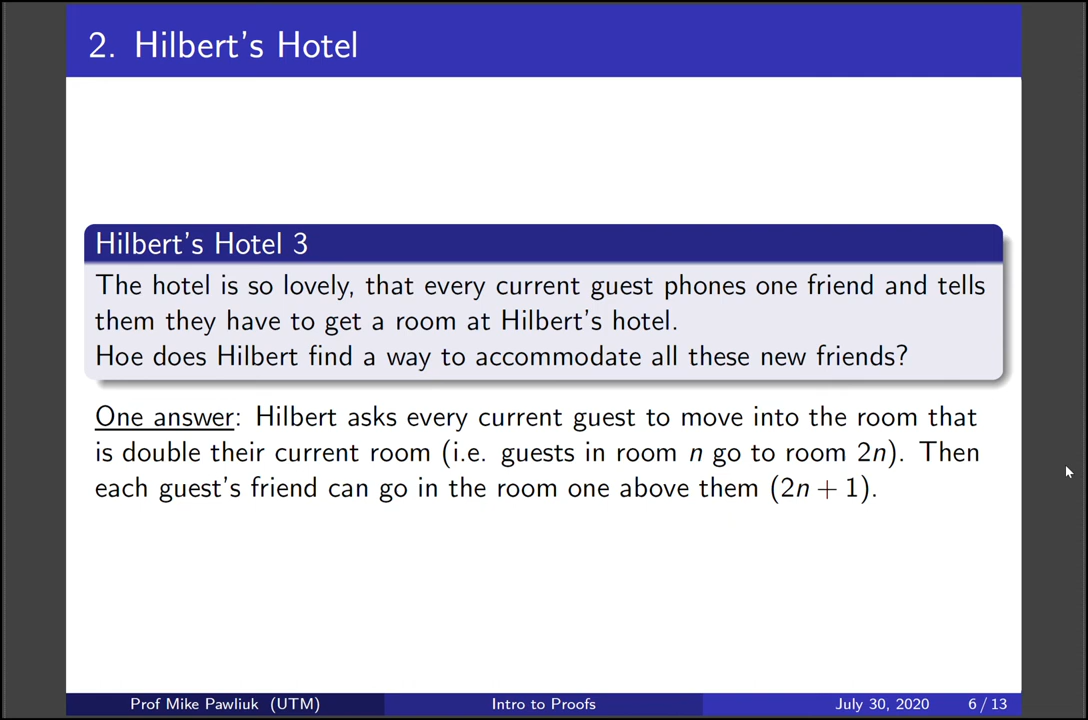 2. Hilbert's Hotel
Hilbert's Hotel 3
The hotel is so lovely, that every current guest phones one friend and tells
them they have to get a room at Hilbert's hotel.
Hoe does Hilbert find a way to accommodate all these new friends?
One answer: Hilbert asks every current guest to move into the room that
is double their current room (i.e. guests in room n go to room 2n). Then
each guest's friend can go in the room one above them (2n + 1).
Prof Mike Pawliuk (UTM) Intro to Proofs July 30, 2020 6 / 13